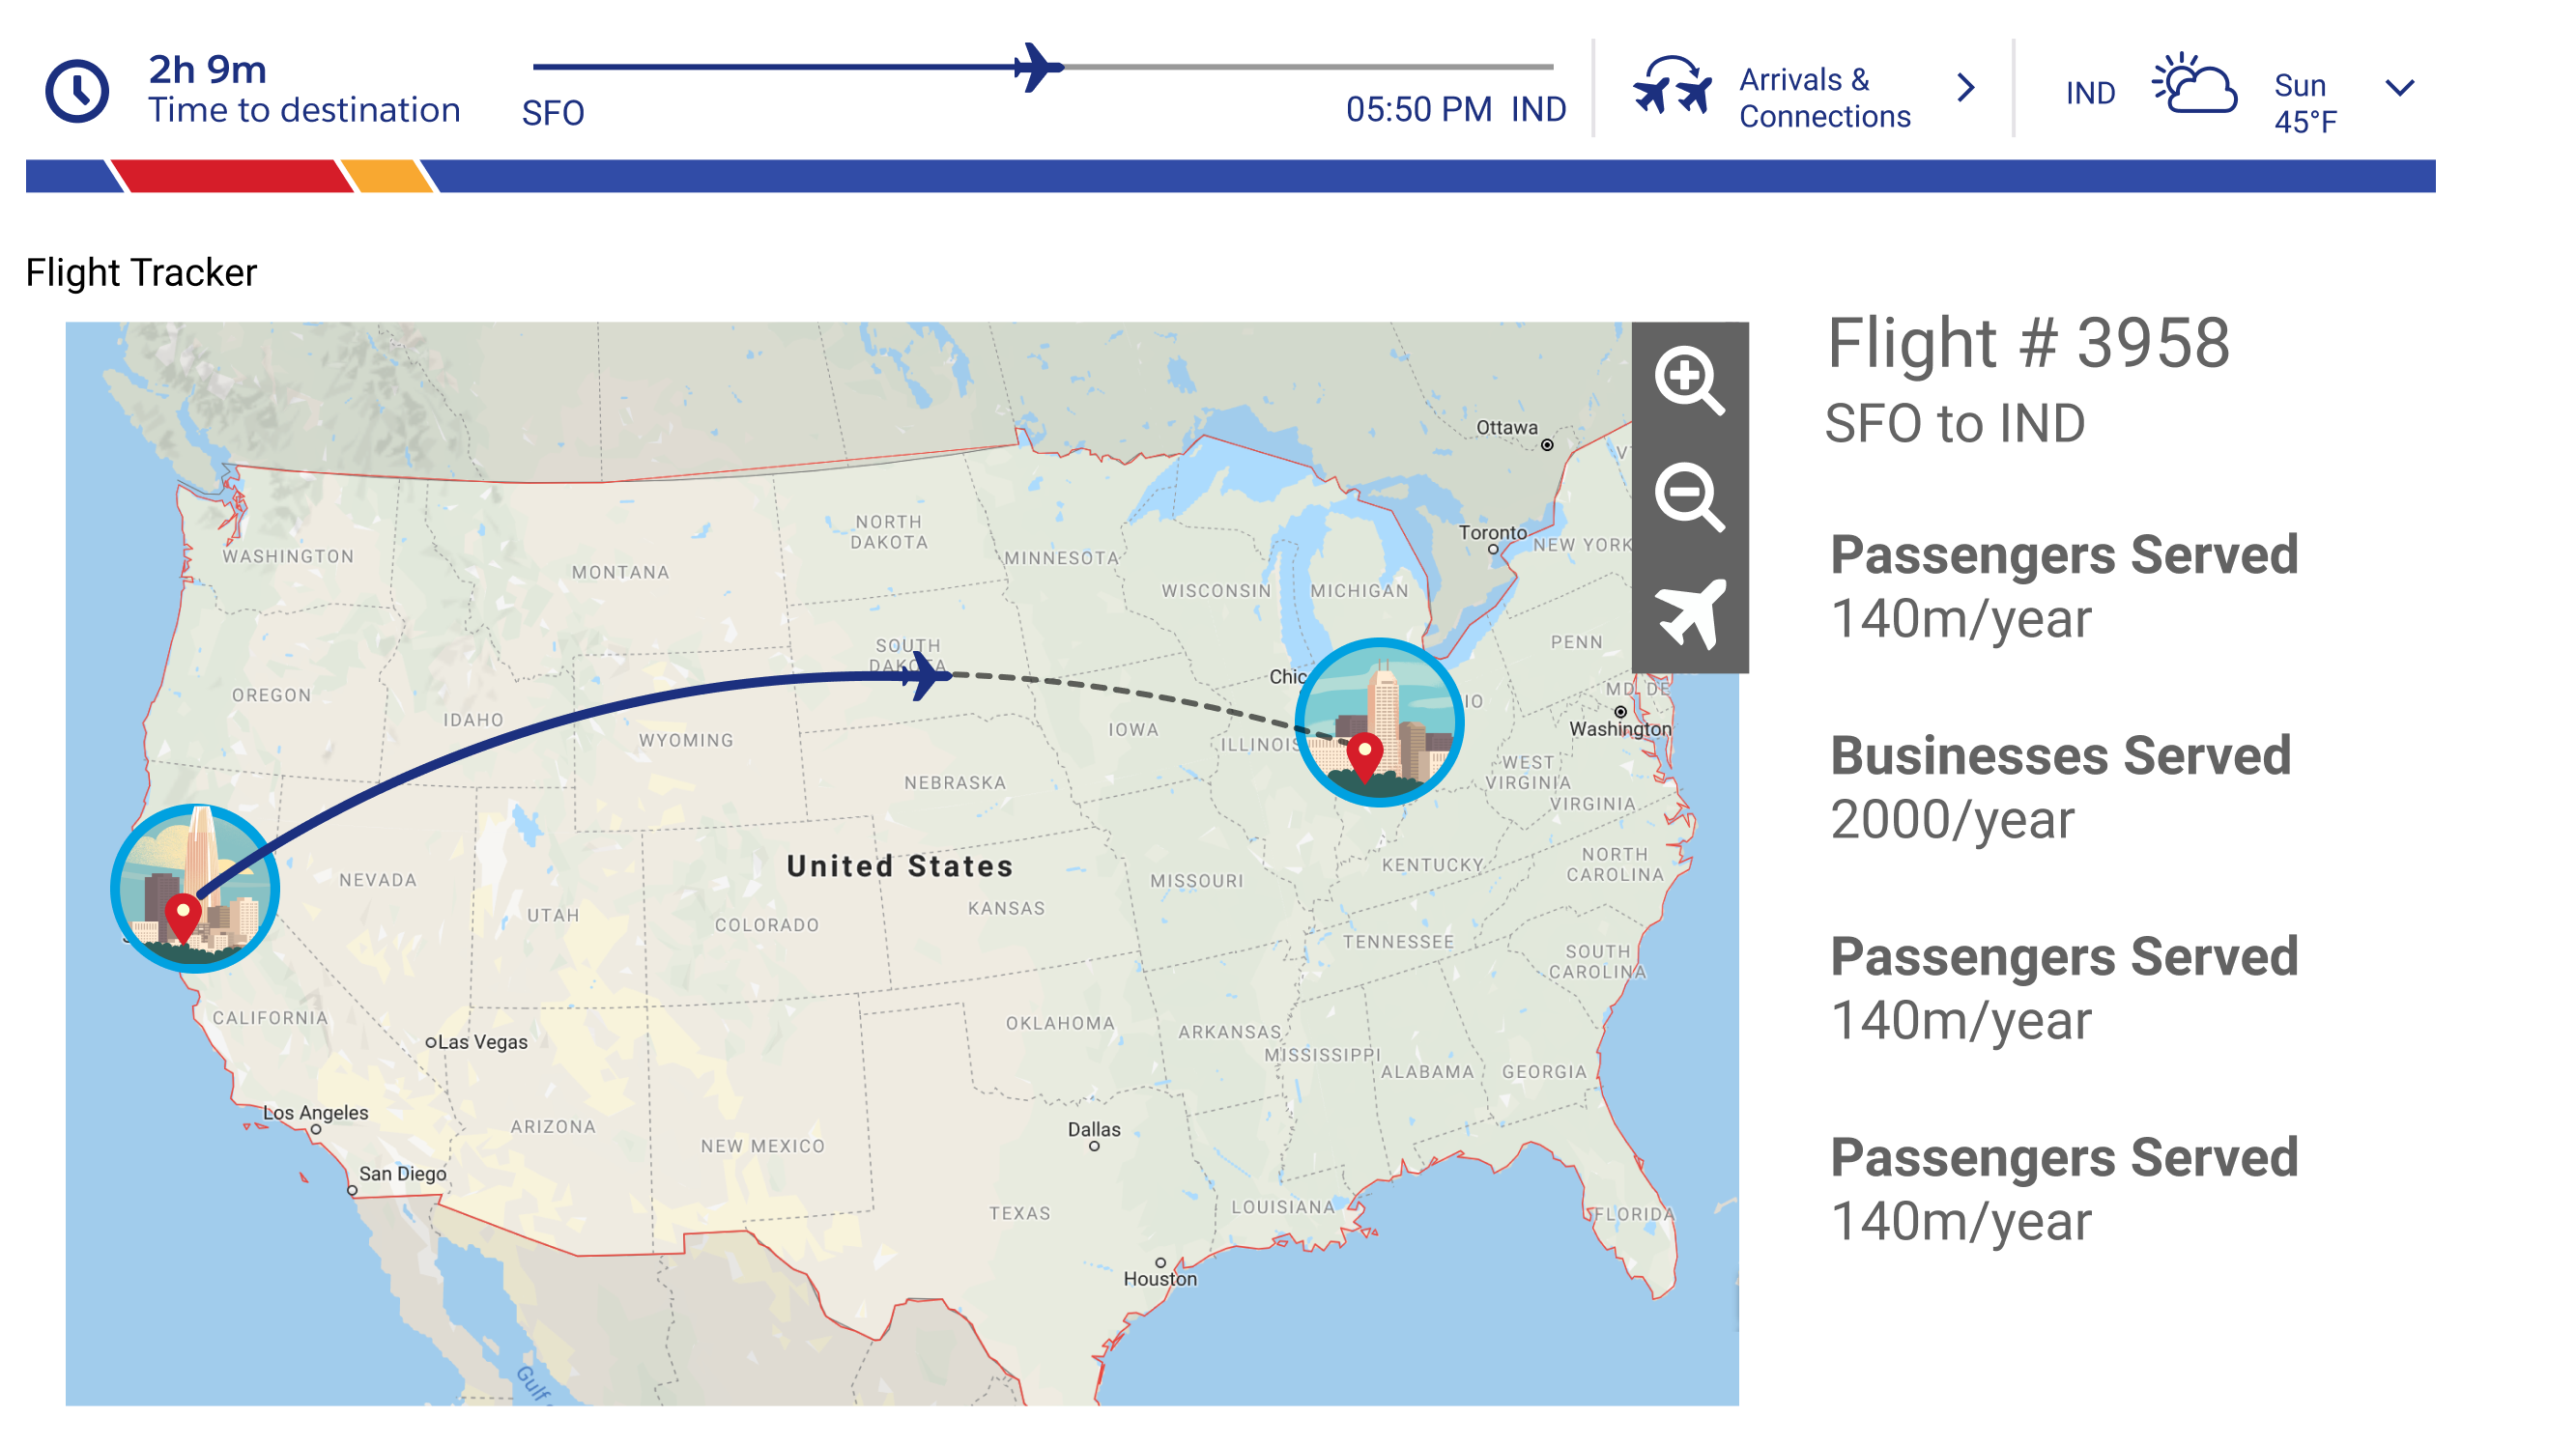 2h 9m
Time to destination
SFO
05:50 PM IND
Arrivals &
Connections
IND
Sun
45°F
Flight Tracker
Flight # 3958
SFO to IND
Passengers Served
140m/year
Businesses Served
2000/year
Passengers Served
140m/year
Passengers Served
140m/year
Ottawa
Toronto
NEW YORK
WASHINGTON
MONTANA
NORTH
DAKOTA
MINNESOTA
WISCONSIN
MICHIGAN
PENN
OREGON
IDAHO
WYOMING
SOUTH
DAKOTA
IOWA
Chic
ILLINOIS
IO
MD
DE
Washington
WEST
VIRGINIA
VIRGINIA
NEBRASKA
United States
NEVADA
UTAH
COLORADO
KANSAS
MISSOURI
KENTUCKY
NORTH
CAROLINA
TENNESSEE
SOUTH
CAROLINA
CALIFORNIA
Las Vegas
OKLAHOMA
ARKANSAS
MISSISSIPPI
ALABAMA
GEORGIA
Los Angeles
ARIZONA
NEW MEXICO
Dallas
San Diego
TEXAS
LOUISIANA
FLORIDA
Houston
Gulf